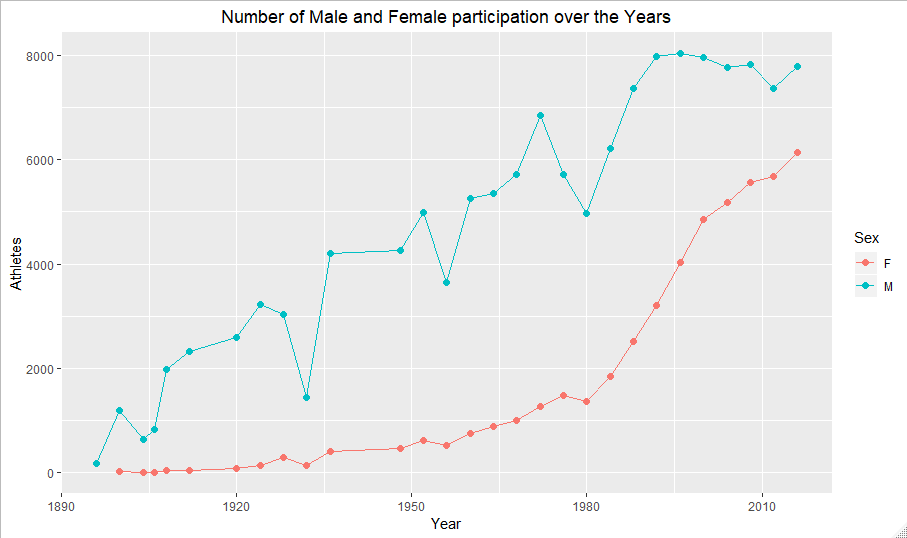 Number of Male and Female participation over the Years
8000
6000
4000
2000
0
Athletes
1890
1920
1950
1980
2010
Year
Sex
F
M